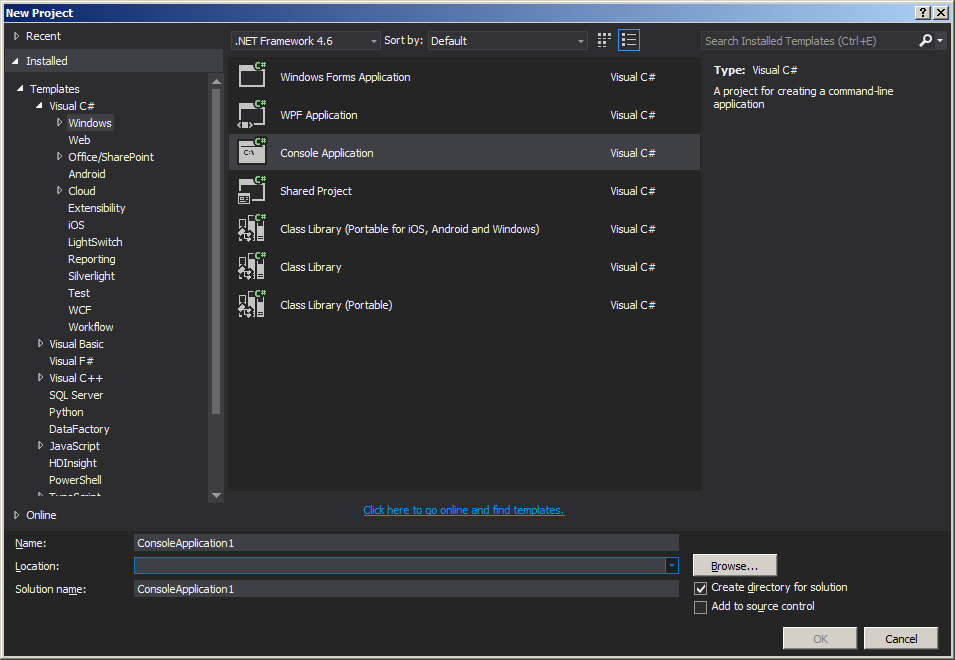 New Project
Recent
Installed
Templates
Visual C#
Windows
Web
Office/SharePoint
Android
Cloud
Extensibility
iOS
LightSwitch
Reporting
Silverlight
Test
WCF
Workflow
Visual Basic
Visual F#
Visual C++
SQL Server
Python
DataFactory
JavaScript
HDInsight
PowerShell
TypeScript
Online
.NET Framework 4.6 Sort by: Default
Windows Forms Application Visual C#
WPF Application Visual C#
Console Application Visual C#
Shared Project Visual C#
Class Library (Portable for iOS, Android and Windows) Visual C#
Class Library Visual C#
Class Library (Portable) Visual C#
Click here to go online and find templates.
Search Installed Templates (Ctrl+E)
Type: Visual C#
A project for creating a command-line
application
Name: ConsoleApplication1
Location: Browse...
Solution name: ConsoleApplication1
Create directory for solution
Add to source control
OK Cancel